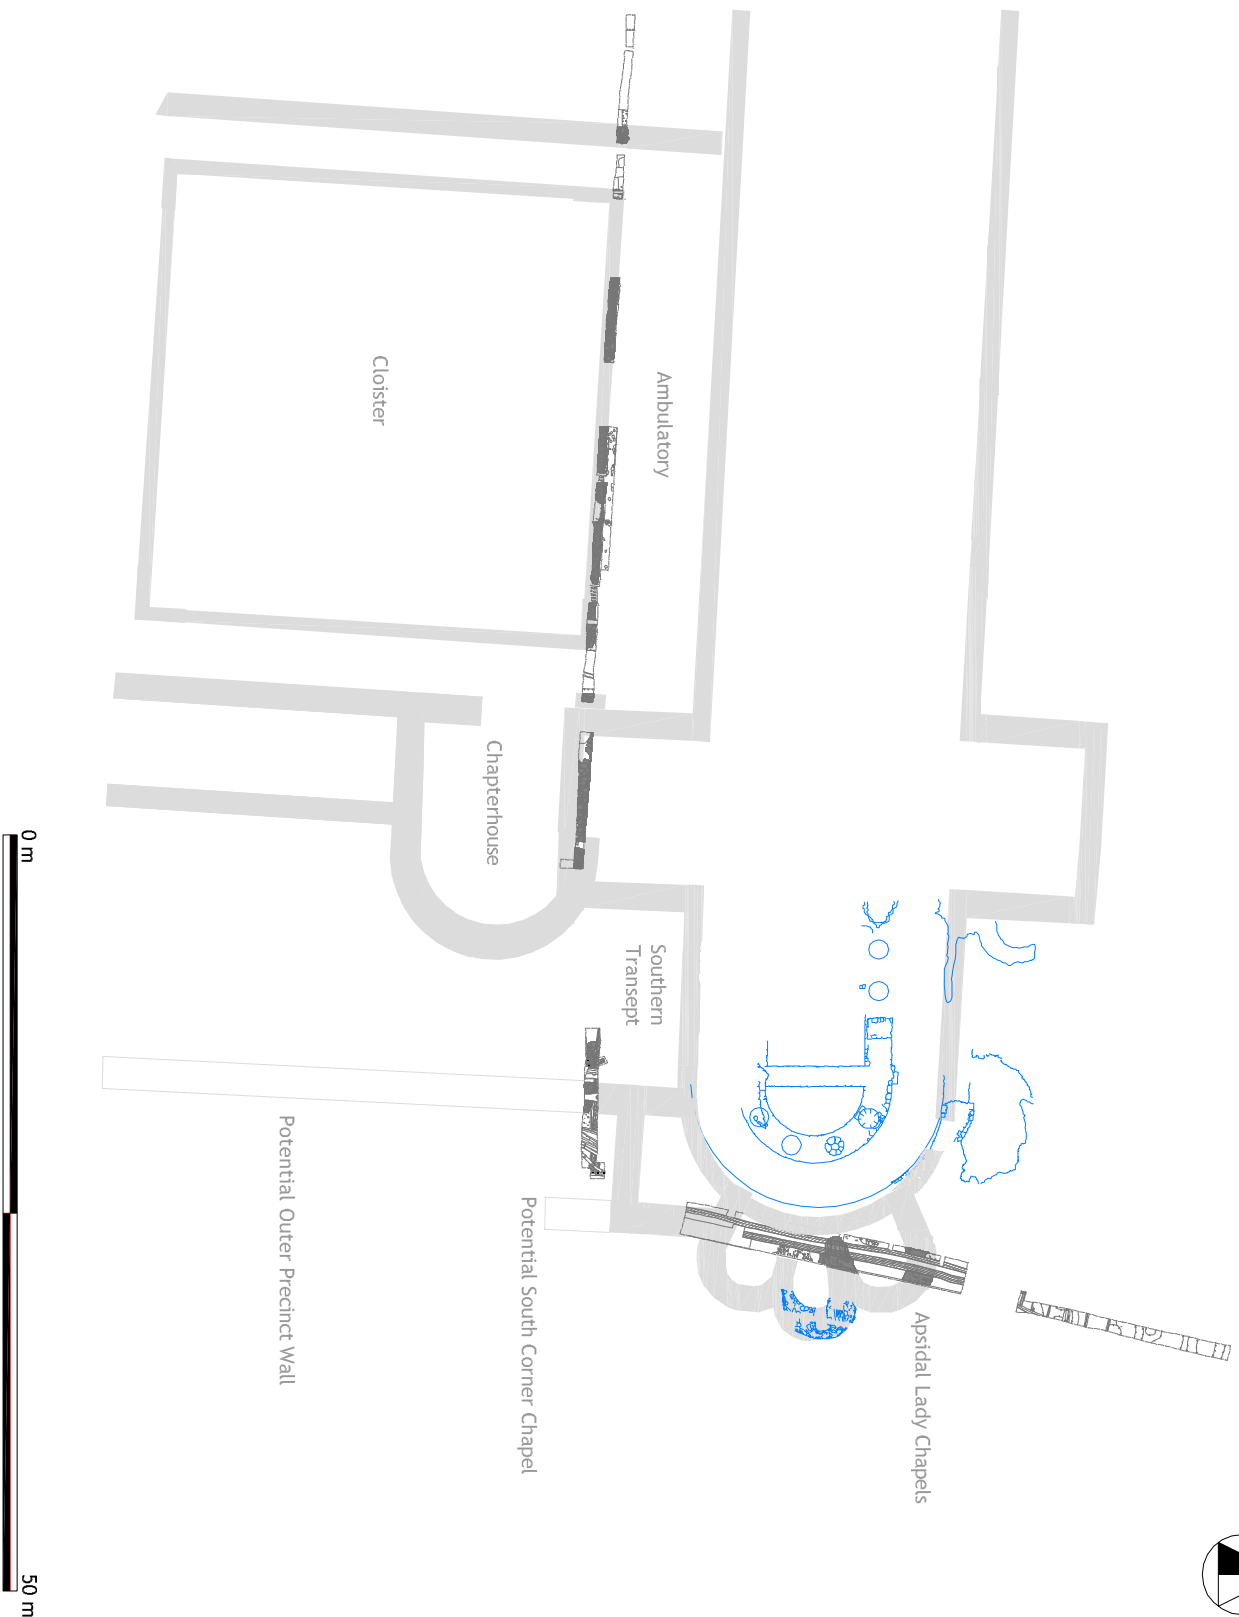 Cloister
Ambulatory
Chapterhouse
Southern
Transept
Potential Outer Precinct Wall
Potential South Corner Chapel
Apsidal Lady Chapels
0 m
50 m